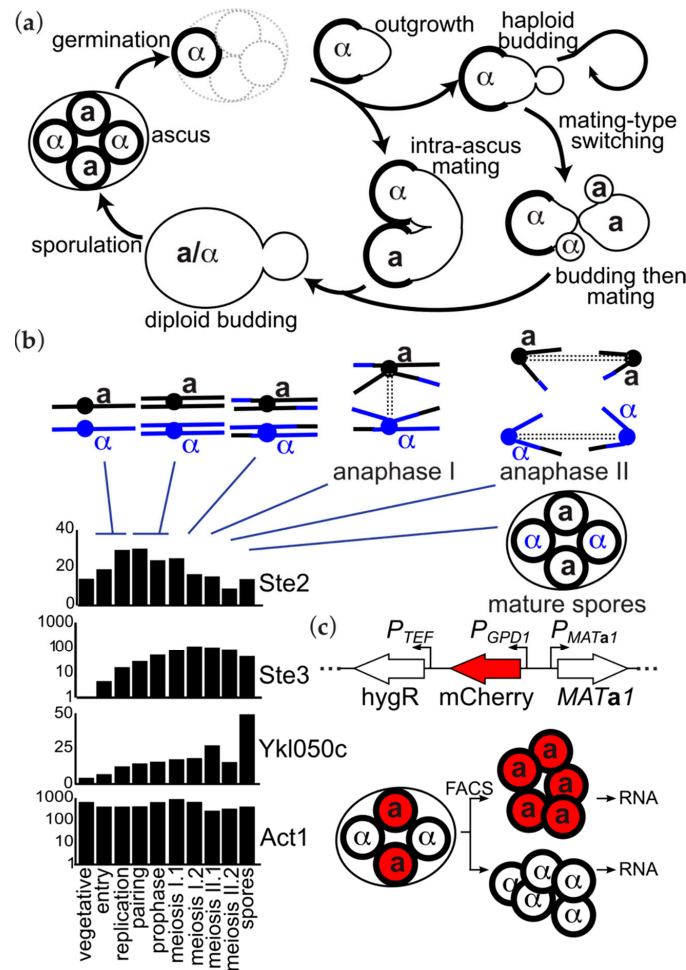 (a)
germination
α
α
outgrowth
haploid
budding
α
a
α α
a
ascus
intra-ascus
mating
mating-type
switching
α
a
α
a
a
α
sporulation
a/α
budding then
mating
diploid budding
(b)
a
α
a
α
a
α
a
α
anaphase I
a
a
α
α
anaphase II
40
20
0
Ste2
a
α α
a
mature spores
1000
100
10
1
Ste3
50
25
0
Ykl050c
1000
100
10
1
Act1
vegetative
entry
replication
pairing
prophase
meiosis I.1
meiosis I.2
meiosis II.1
meiosis II.2
spores
(c)
P_TEF P_GPD1 P_MATa1
hygR mCherry MATa1
a
α α
a
FACS
a
a
a
a
a
RNA
α
α
α
α
α
RNA